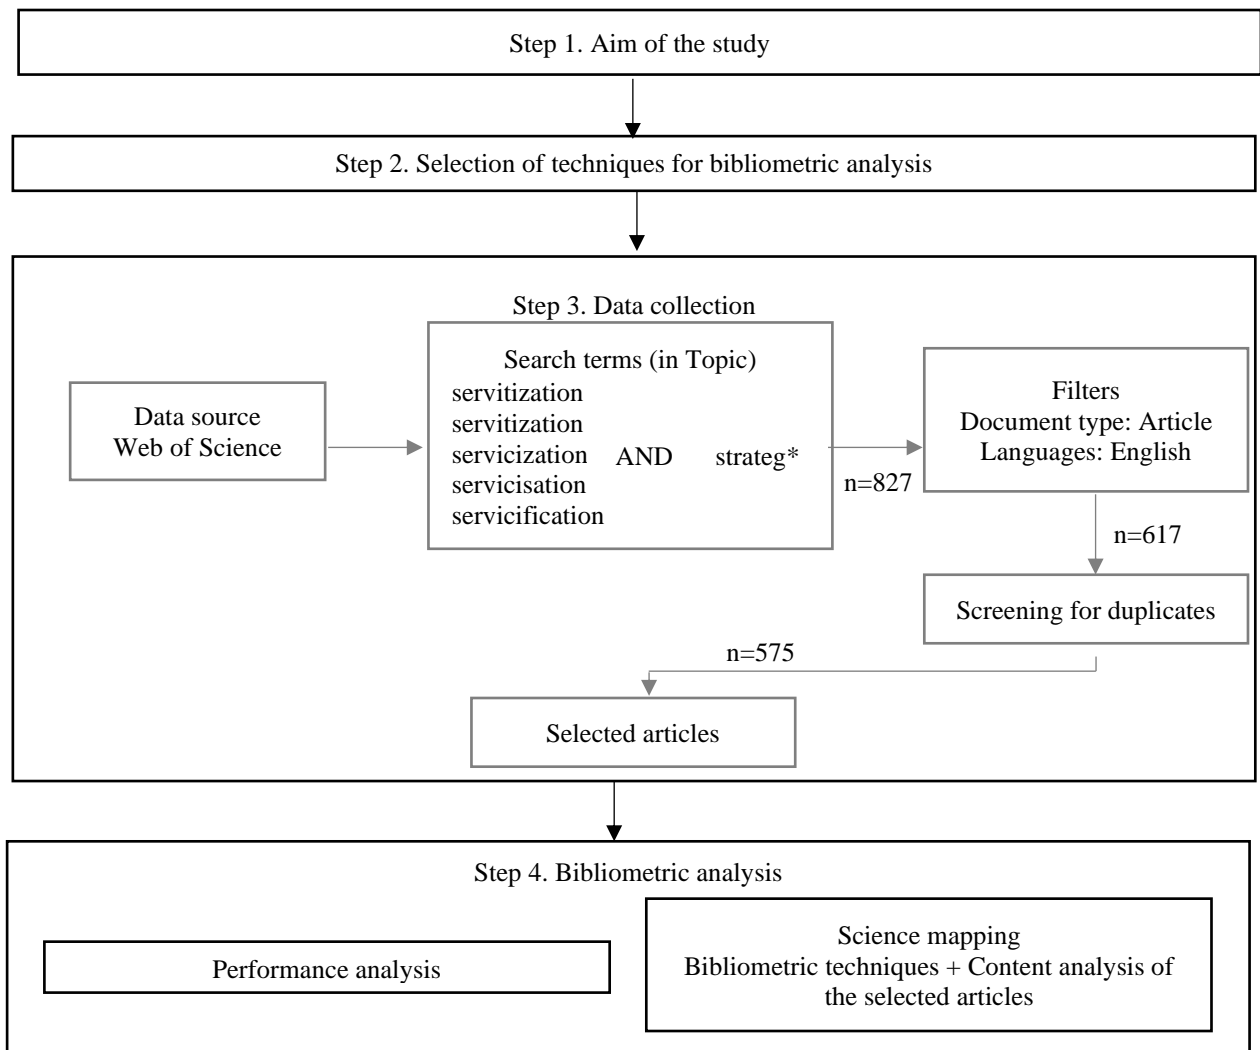 Step 1. Aim of the study
Step 2. Selection of techniques for bibliometric analysis
Step 3. Data collection
Data source
Web of Science
Search terms (in Topic)
servitization
servitization
servicization AND strateg*
servicisation
servicification
n=827
Filters
Document type: Article
Languages: English
n=617
Screening for duplicates
n=575
Selected articles
Step 4. Bibliometric analysis
Performance analysis
Science mapping
Bibliometric techniques + Content analysis of
the selected articles